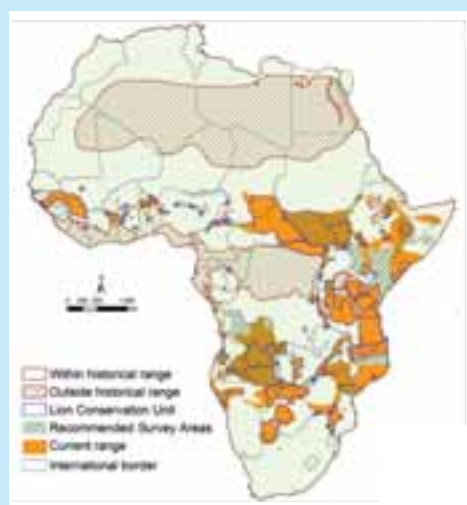 Within historical range
Outside historical range
Lion Conservation Unit
Recommended Survey Areas
Current range
International border